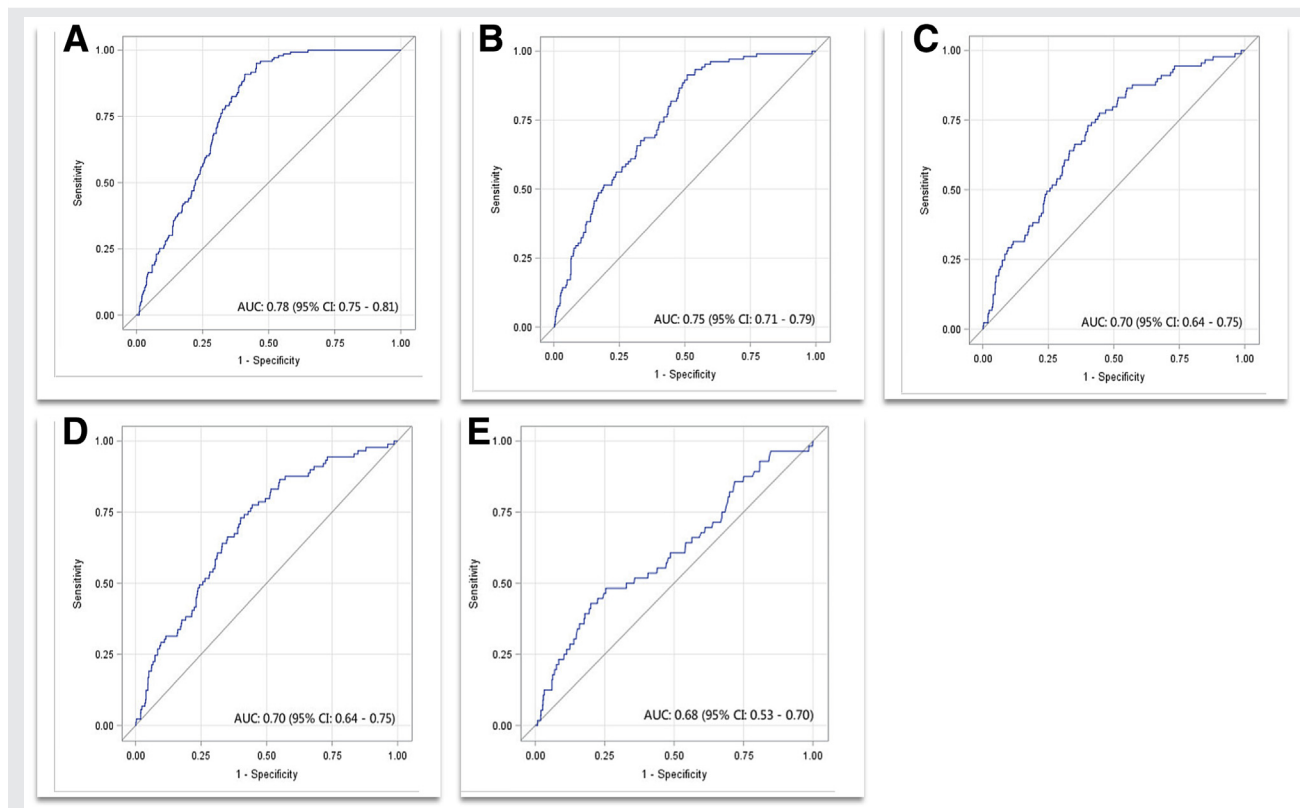 A
1.00
0.75
0.50
0.25
0.00
Sensitivity
AUC: 0.78 (95% CI: 0.75 - 0.81)
0.00 0.25 0.50 0.75 1.00
1 - Specificity
B
1.00
0.75
0.50
0.25
0.00
Sensitivity
AUC: 0.75 (95% CI: 0.71 - 0.79)
0.00 0.25 0.50 0.75 1.00
1 - Specificity
C
1.00
0.75
0.50
0.25
0.00
Sensitivity
AUC: 0.70 (95% CI: 0.64 - 0.75)
0.00 0.25 0.50 0.75 1.00
1 - Specificity
D
1.00
0.75
0.50
0.25
0.00
Sensitivity
AUC: 0.70 (95% CI: 0.64 - 0.75)
0.00 0.25 0.50 0.75 1.00
1 - Specificity
E
1.00
0.75
0.50
0.25
0.00
Sensitivity
AUC: 0.68 (95% CI: 0.53 - 0.70)
0.00 0.25 0.50 0.75 1.00
1 - Specificity